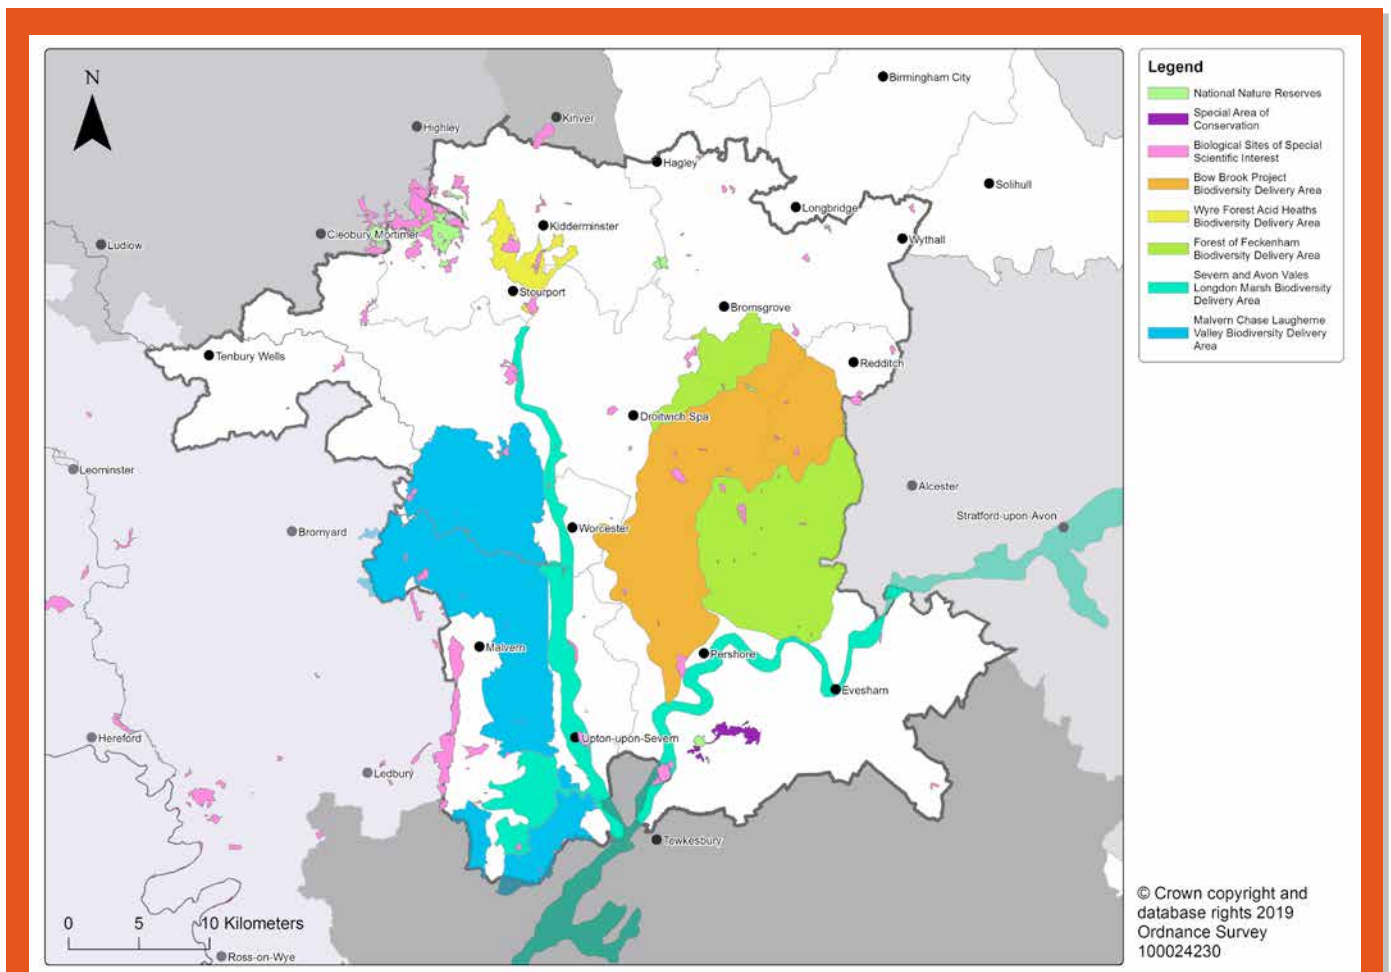 N
Birmingham City
Kinver
Highley
Hagley
Solihull
Longbridge
Kidderminster
Cleobury Mortimer
Wythall
Ludlow
Stourport
Bromsgrove
Tenbury Wells
Redditch
Droitwich Spa
Leominster
Alcester
Stratford-upon-Avon
Worcester
Bromyard
Malvern
Pershore
Evesham
Hereford
Upton-upon-Severn
Ledbury
Tewkesbury
0 5 10 Kilometers
Ross-on-Wye
Legend
National Nature Reserves
Special Area of
Conservation
Biological Sites of Special
Scientific Interest
Bow Brook Project
Biodiversity Delivery Area
Wyre Forest Acid Heaths
Biodiversity Delivery Area
Forest of Feckenham
Biodiversity Delivery Area
Severn and Avon Vales
Longdon Marsh Biodiversity
Delivery Area
Malvern Chase Laugherne
Valley Biodiversity Delivery
Area
© Crown copyright and
database rights 2019
Ordnance Survey
100024230